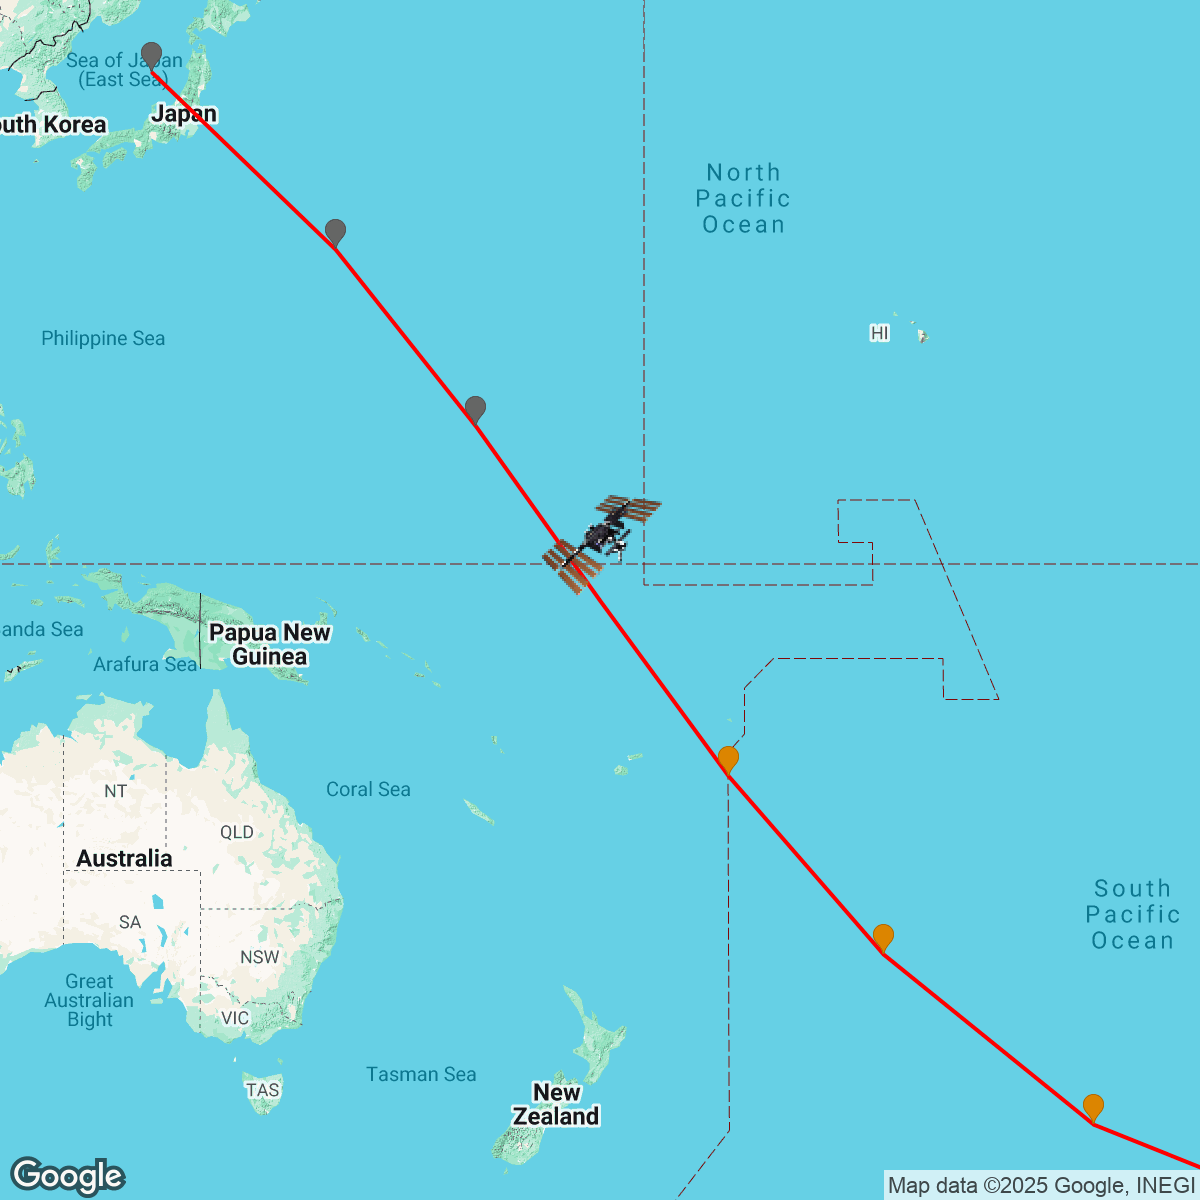 Sea of Japan
(East Sea)
Japan
outh Korea
North
Pacific
Ocean
Philippine Sea
HI
anda Sea
Papua New
Guinea
Arafura Sea
NT
Coral Sea
QLD
Australia
South
Pacific
Ocean
SA
NSW
Great
Australian
Bight
VIC
Tasman Sea
TAS
New
Zealand
Google
Map data ©2025 Google, INEGI